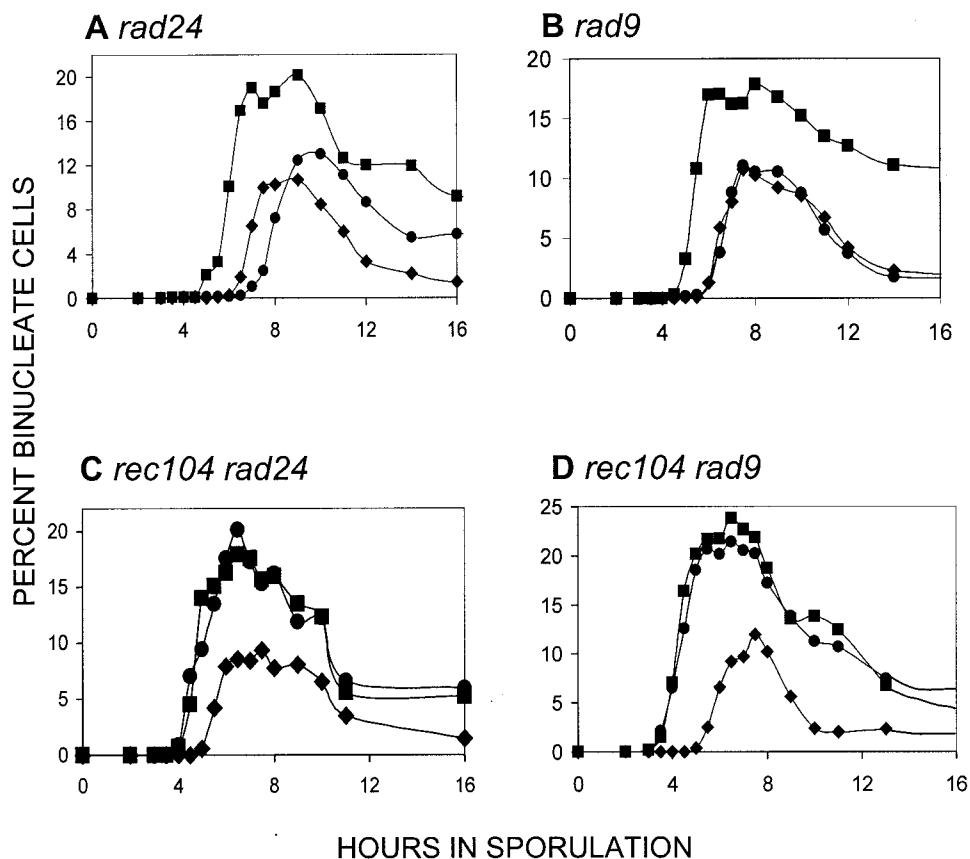 A rad24
20
16
12
8
4
0
0 4 8 12 16
B rad9
20
15
10
5
0
0 4 8 12 16
PERCENT BINUCLEATE CELLS
C rec104 rad24
20
15
10
5
0
0 4 8 12 16
D rec104 rad9
25
20
15
10
5
0
0 4 8 12 16
HOURS IN SPORULATION